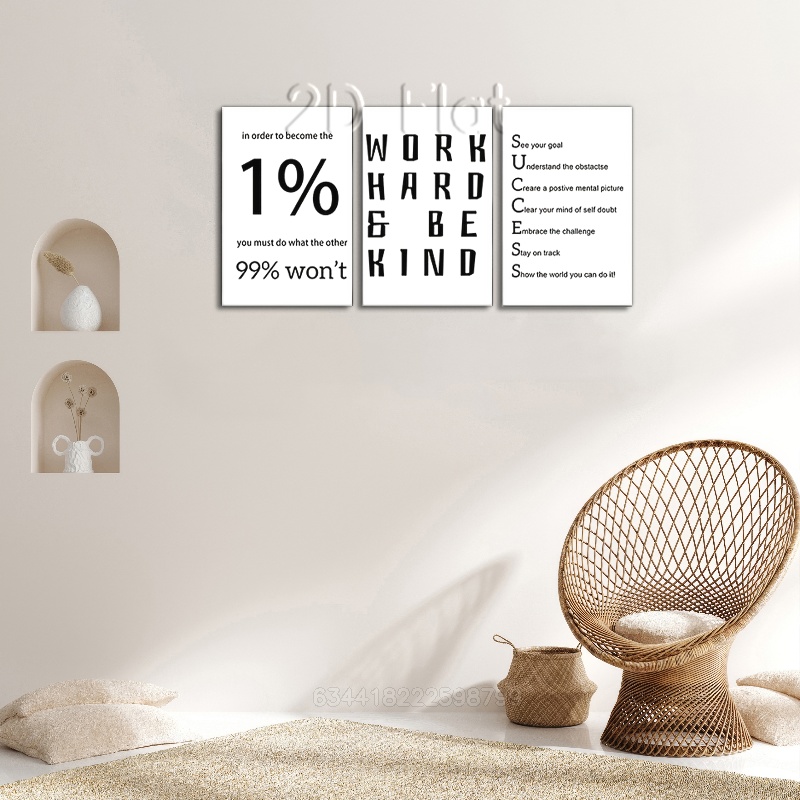 2D Flat
in order to become the
1%
you must do what the other
99% won't
WORK
HARD
& BE
KIND
See your goal
Understand the obstactse
Creare a postive mental picture
Clear your mind of self doubt
Embrace the challenge
Stay on track
Show the world you can do it!